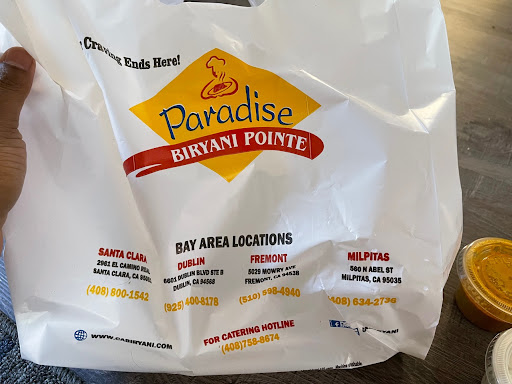 Craving Ends Here!
Paradise
BIRYANI POINTE
BAY AREA LOCATIONS
SANTA CLARA
2961 EL CAMINO REAL
SANTA CLARA, CA
(408) 800-1542
DUBLIN
DUBLIN BLVD STE B
DUBLIN, CA 94568
(925) 400-8178
FREMONT
5029 MOWRY AVE
FREMONT, CA 94538
(510) 698-4940
MILPITAS
560 N ABEL ST
MILPITAS, CA 95035
(408) 634-2736
FOR CATERING HOTLINE
(408)758-8674
WWW.CABIRYANI.COM